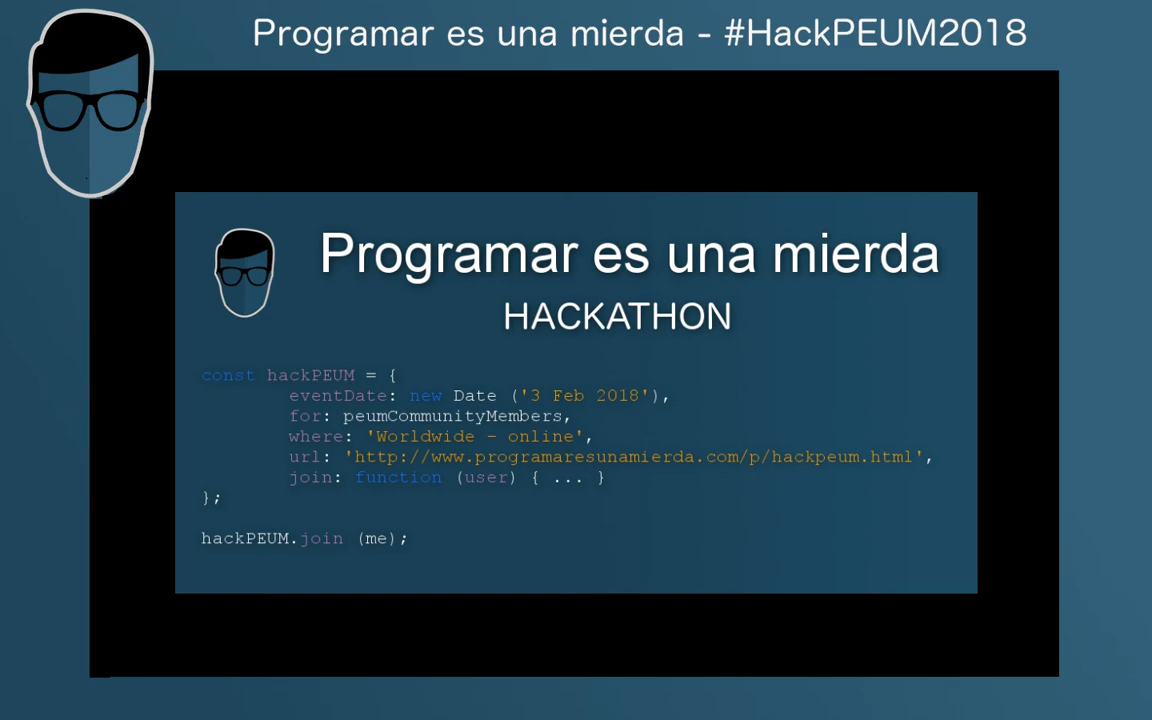 Programar es una mierda - #HackPEUM2018
Programar es una mierda
HACKATHON
const hackPEUM = {
eventDate: new Date ('3 Feb 2018'),
for: peumCommunityMembers,
where: 'Worldwide - online',
url: 'http://www.programaresunamierda.com/p/hackpeum.html',
join: function (user) { ... }
};
hackPEUM.join (me);